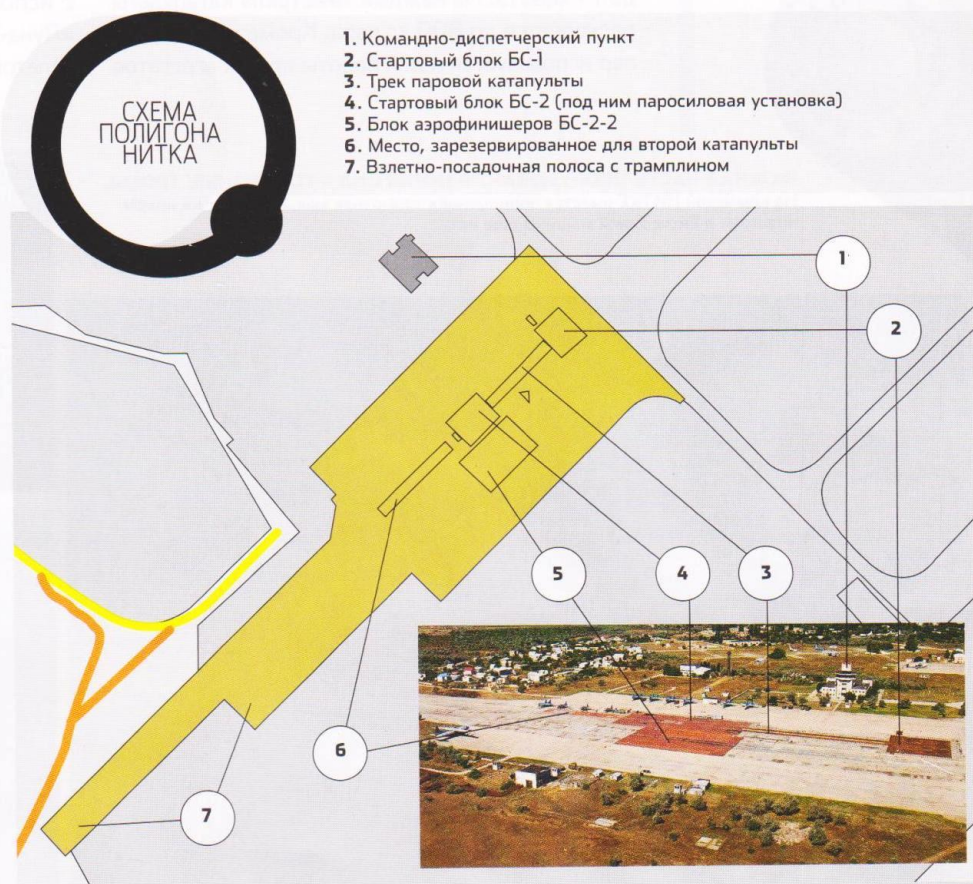 СХЕМА
ПОЛИГОНА
НИТКА
1. Командно-диспетчерский пункт
2. Стартовый блок БС-1
3. Трек паровой катапульты
4. Стартовый блок БС-2 (под ним паросиловая установка)
5. Блок аэрофинишеров БС-2-2
6. Место, зарезервированное для второй катапульты
7. Взлетно-посадочная полоса с трамплином
1
2
5
4
3
6
7